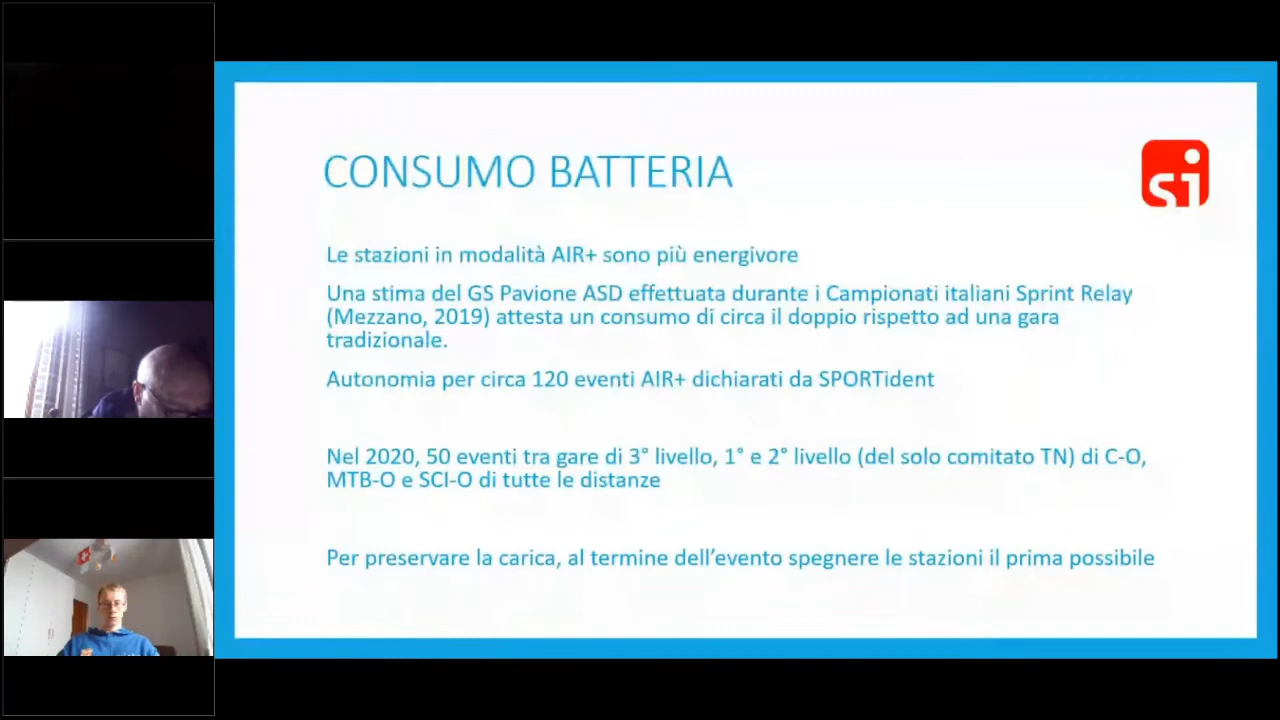 CONSUMO BATTERIA
si
Le stazioni in modalità AIR+ sono più energivore
Una stima del GS Pavione ASD effettuata durante i Campionati italiani Sprint Relay
(Mezzano, 2019) attesta un consumo di circa il doppio rispetto ad una gara
tradizionale.
Autonomia per circa 120 eventi AIR+ dichiarati da SPORTident
Nel 2020, 50 eventi tra gare di 3° livello, 1° e 2° livello (del solo comitato TN) di C-O,
MTB-O e SCI-O di tutte le distanze
Per preservare la carica, al termine dell’evento spegnere le stazioni il prima possibile